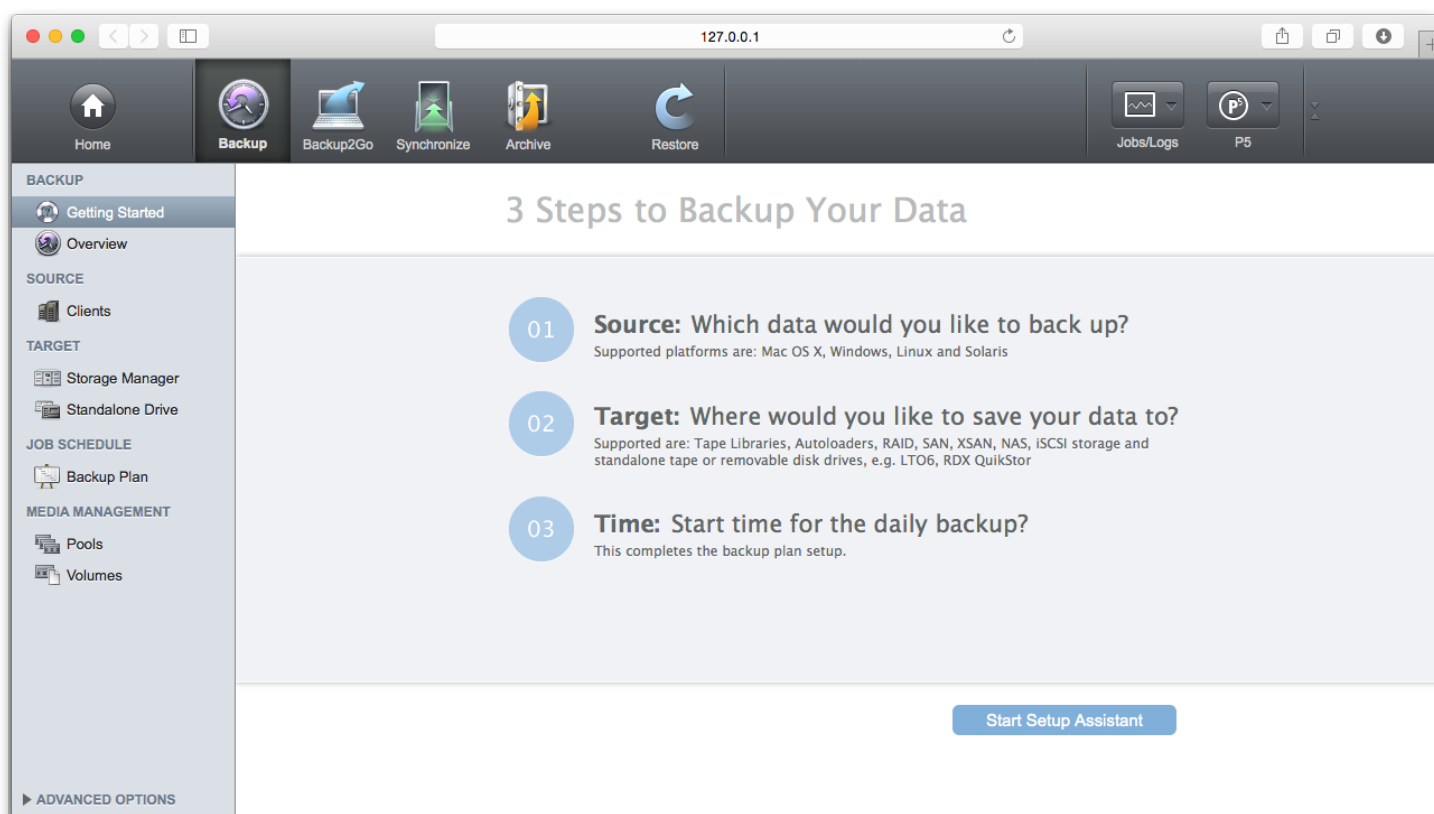 127.0.0.1
Home
Backup
Backup2Go
Synchronize
Archive
Restore
Jobs/Logs
P5
P5
BACKUP
Getting Started
Overview
SOURCE
Clients
TARGET
Storage Manager
Standalone Drive
JOB SCHEDULE
Backup Plan
MEDIA MANAGEMENT
Pools
Volumes
ADVANCED OPTIONS
3 Steps to Backup Your Data
01
Source: Which data would you like to back up?
Supported platforms are: Mac OS X, Windows, Linux and Solaris
02
Target: Where would you like to save your data to?
Supported are: Tape Libraries, Autoloaders, RAID, SAN, XSAN, NAS, iSCSI storage and
standalone tape or removable disk drives, e.g. LTO6, RDX QuikStor
03
Time: Start time for the daily backup?
This completes the backup plan setup.
Start Setup Assistant